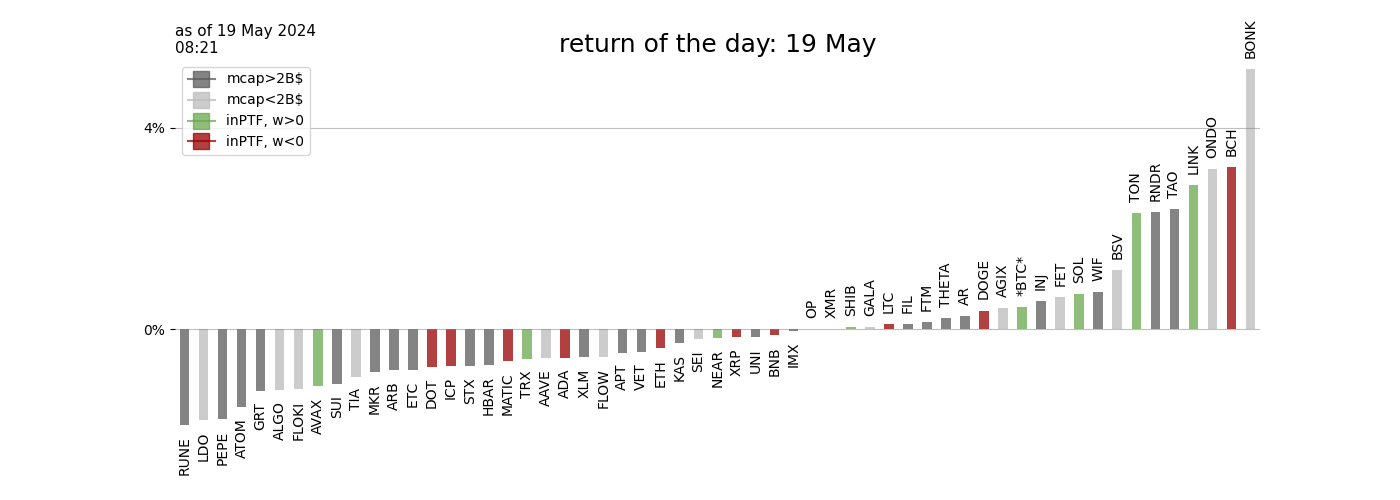 as of 19 May 2024
08:21
return of the day: 19 May
mcap>2B$
mcap<2B$
inPTF, w>0
inPTF, w<0
4%
0%
RUNE
LDO
PEPE
ATOM
GRT
ALGO
FLOKI
AVAX
SUI
TIA
MKR
ARB
ETC
DOT
ICP
STX
HBAR
MATIC
TRX
AAVE
ADA
XLM
FLOW
APT
VET
ETH
KAS
SEI
NEAR
XRP
UNI
BNB
IMX
OP
XMR
SHIB
GALA
LTC
FIL
FTM
THETA
AR
DOGE
AGIX
*BTC*
INJ
FET
SOL
WIF
BSV
TON
RNDR
TAO
LINK
ONDO
BCH
BONK